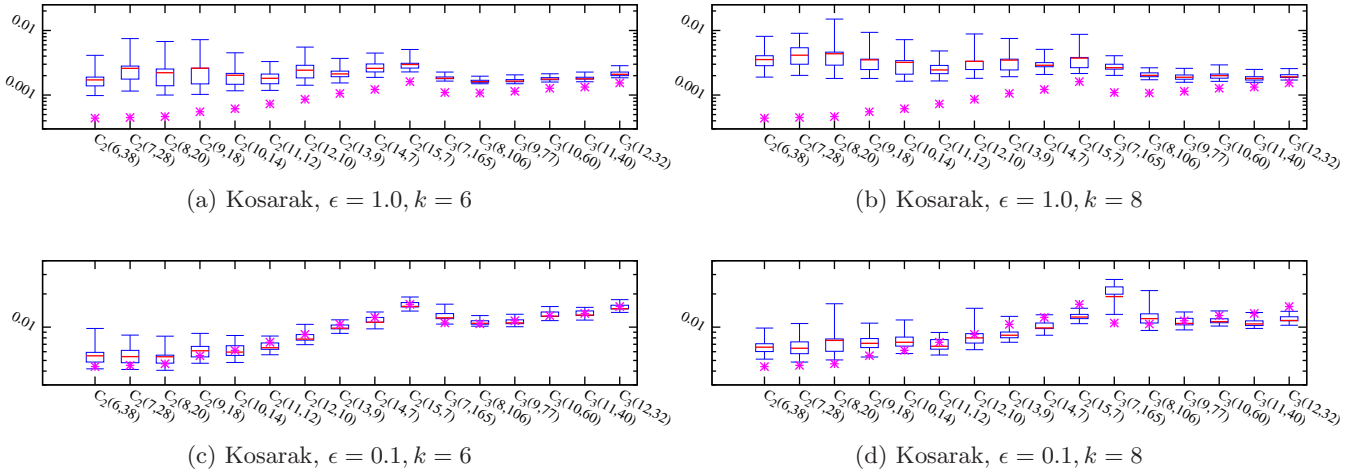 0.01
0.001
C₂(6,38) C₂(7,28) C₂(8,20) C₂(9,18) C₂(10,14) C₂(11,12) C₂(12,10) C₂(13,9) C₂(14,7) C₂(15,7) C₃(7,165) C₃(8,106) C₃(9,77) C₃(10,60) C₃(11,40) C₃(12,32)
(a) Kosarak, ϵ = 1.0, k = 6
0.01
0.001
C₂(6,38) C₂(7,28) C₂(8,20) C₂(9,18) C₂(10,14) C₂(11,12) C₂(12,10) C₂(13,9) C₂(14,7) C₂(15,7) C₃(7,165) C₃(8,106) C₃(9,77) C₃(10,60) C₃(11,40) C₃(12,32)
(b) Kosarak, ϵ = 1.0, k = 8
0.01
C₂(6,38) C₂(7,28) C₂(8,20) C₂(9,18) C₂(10,14) C₂(11,12) C₂(12,10) C₂(13,9) C₂(14,7) C₂(15,7) C₃(7,165) C₃(8,106) C₃(9,77) C₃(10,60) C₃(11,40) C₃(12,32)
(c) Kosarak, ϵ = 0.1, k = 6
0.01
C₂(6,38) C₂(7,28) C₂(8,20) C₂(9,18) C₂(10,14) C₂(11,12) C₂(12,10) C₂(13,9) C₂(14,7) C₂(15,7) C₃(7,165) C₃(8,106) C₃(9,77) C₃(10,60) C₃(11,40) C₃(12,32)
(d) Kosarak, ϵ = 0.1, k = 8